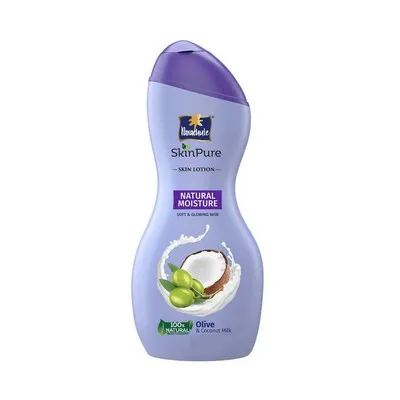 Parachute
SkinPure
SKIN LOTION
NATURAL
MOISTURE
SOFT & GLOWING SKIN
100%
NATURAL
Olive
& Coconut Milk